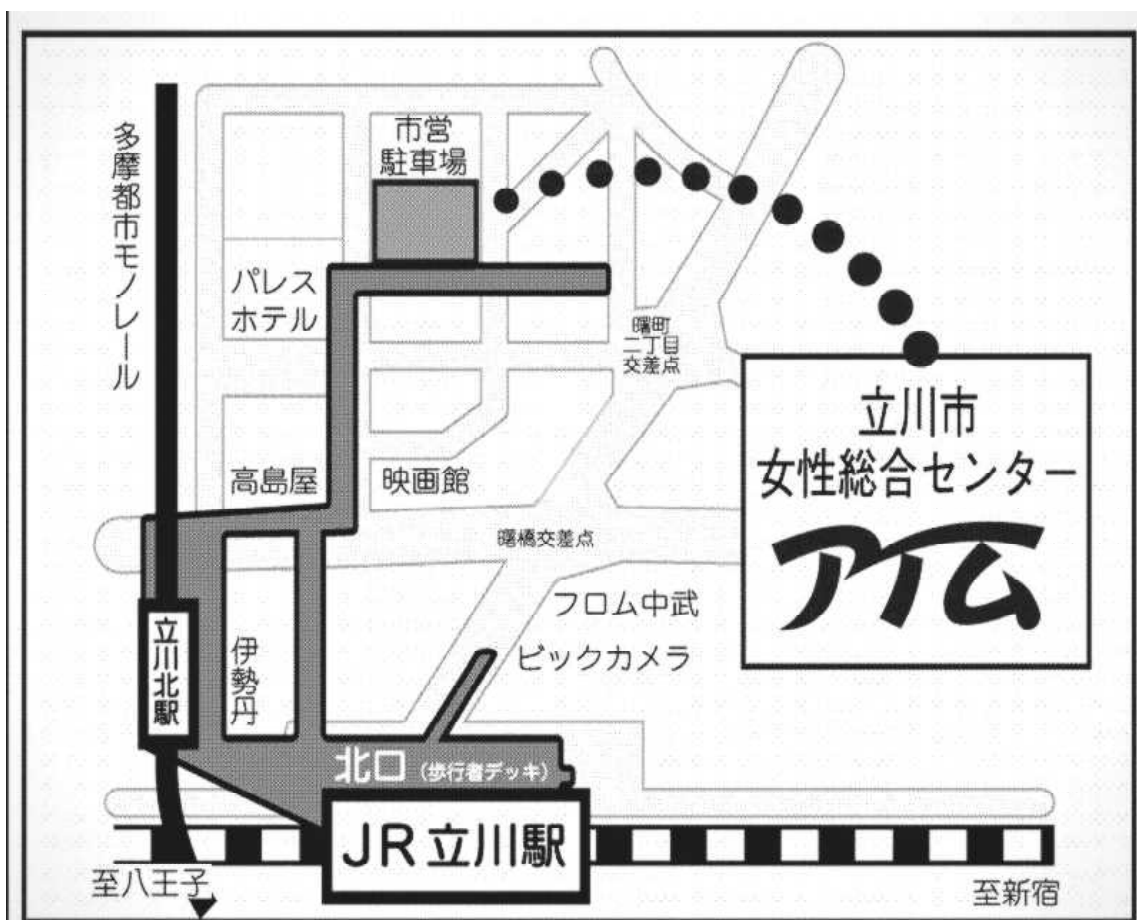 多摩都市モノレール
市営
駐車場
パレス
ホテル
曙町
二丁目
交差点
立川市
女性総合センター
アイム
高島屋
映画館
曙橋交差点
フロム中武
ビックカメラ
立川北駅
伊勢丹
北口（歩行者デッキ）
JR立川駅
至八王子
至新宿